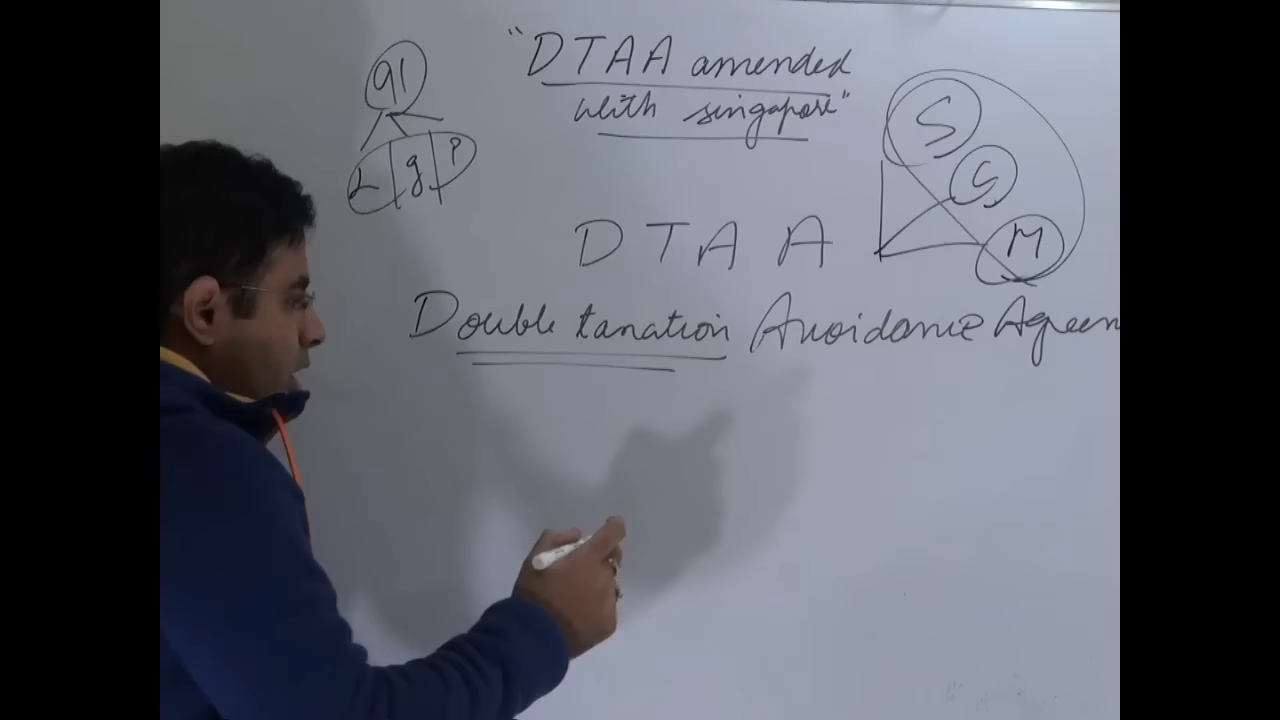 "DTAA amended
with singapore"
91
L g P
S
C
M
DTAA
Double taxation Avoidance Agreem